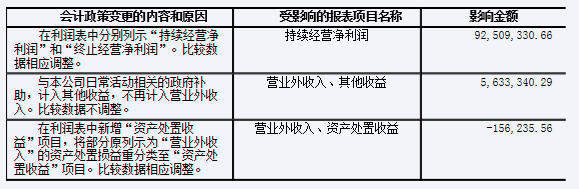 会计政策变更的内容和原因 受影响的报表项目名称 影响金额
在利润表中分别列示“持续经营净
利润”和“终止经营净利润”。比较数
据相应调整。
持续经营净利润
92,509,330.66
与本公司日常活动相关的政府补
助,计入其他收益,不再计入营业外收
入。比较数据不调整。
营业外收入、其他收益
5,633,340.29
在利润表中新增“资产处置收
益”项目,将部分原列示为“营业外收
入”的资产处置损益重分类至“资产处
置收益”项目。比较数据相应调整。
营业外收入、资产处置收益
-156,235.56